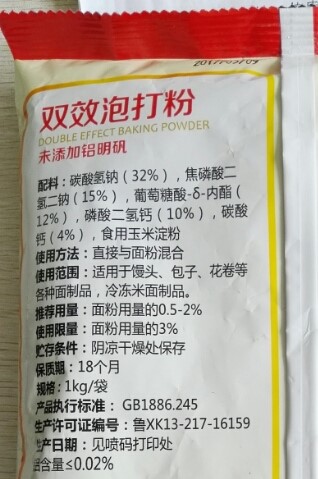 双效泡打粉
DOUBLE EFFECT BAKING POWDER
未添加铝明矾
配料：碳酸氢钠（32%），焦磷酸二
氢二钠（15%），葡萄糖酸-δ-内酯（
12%），磷酸二氢钙（10%），碳酸
钙（4%），食用玉米淀粉
使用方法：直接与面粉混合
使用范围：适用于馒头、包子、花卷等
各种面制品，冷冻米面制品。
推荐用量：面粉用量的0.5-2%
使用限量：面粉用量的3%
贮存条件：阴凉干燥处保存
保质期：18个月
规格：1kg/袋
产品执行标准： GB1886.245
生产许可证编号：鲁XK13-217-16159
生产日期：见喷码打印处
铝含量≤0.02%